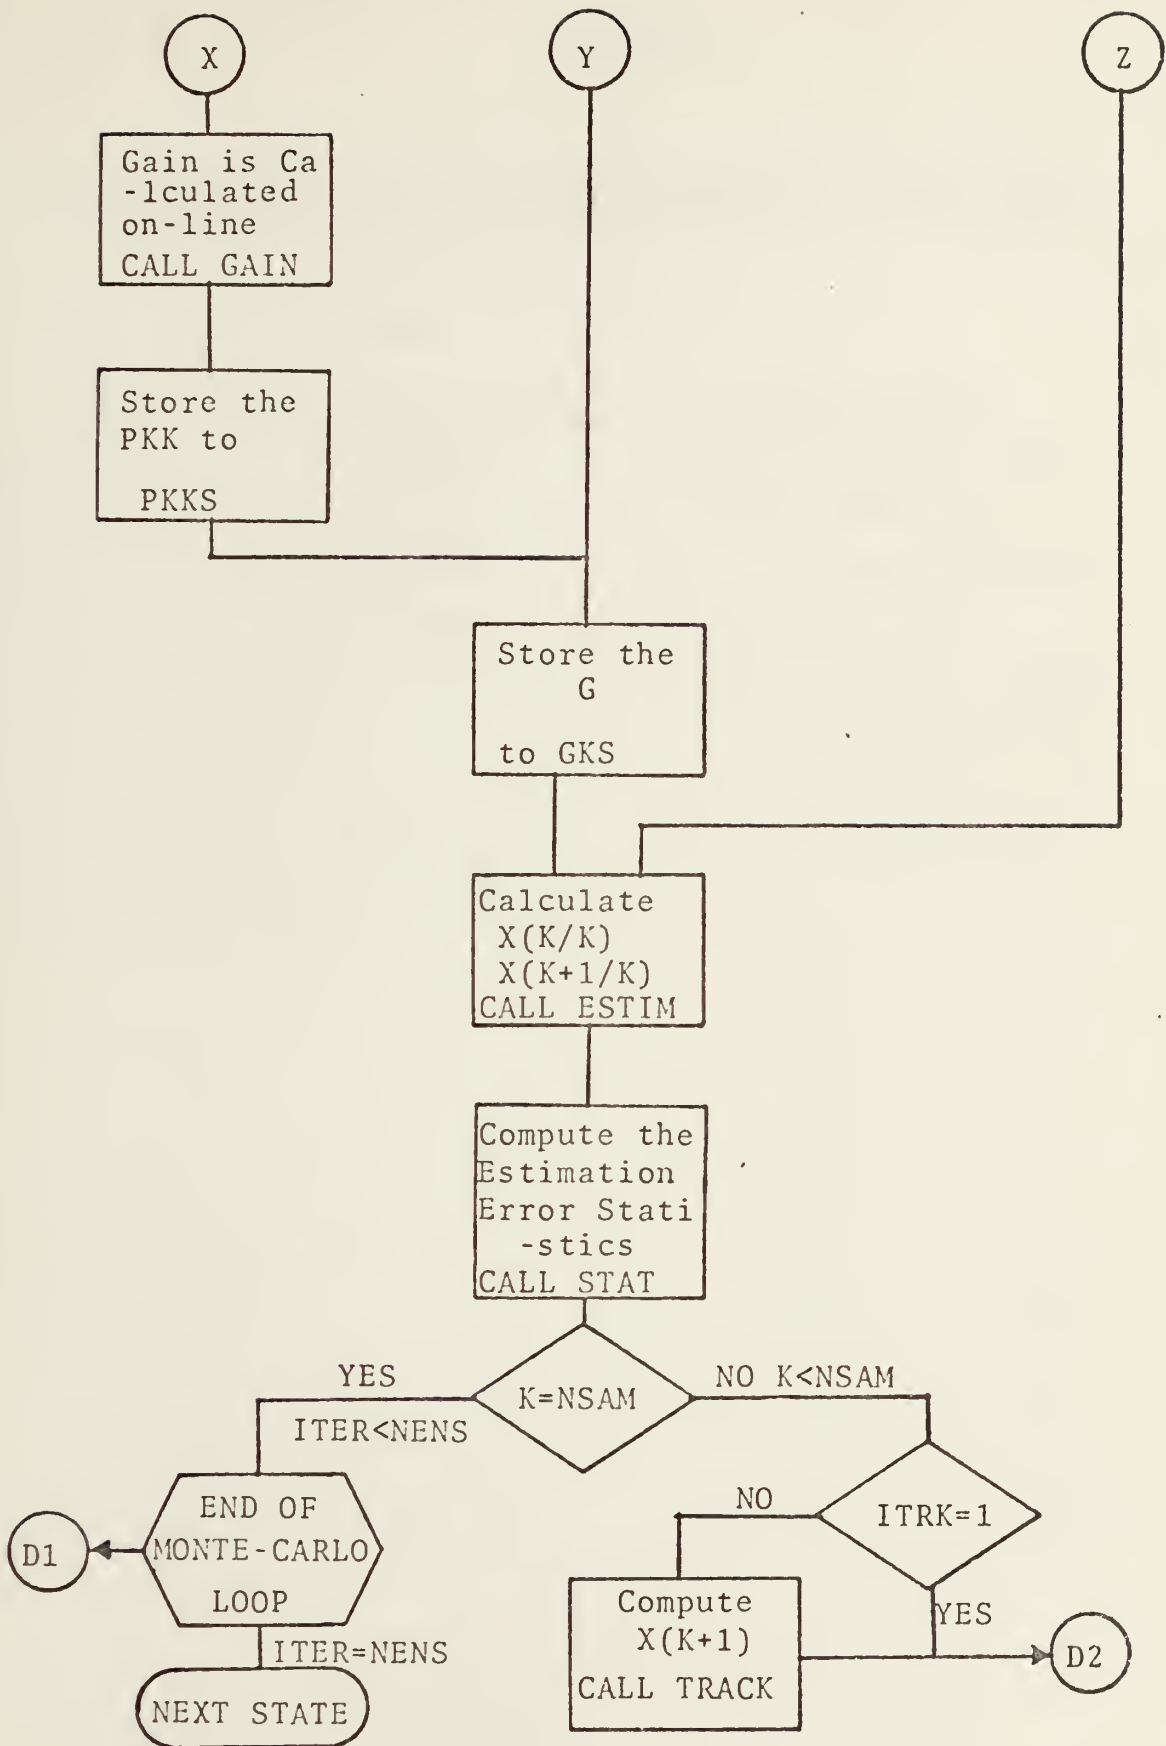 X
Y
Z
Gain is Ca
-lculated
on-line
CALL GAIN
Store the
PKK to
PKKS
Store the
G
to GKS
Calculate
X(K/K)
X(K+1/K)
CALL ESTIM
Compute the
Estimation
Error Stati
-stics
CALL STAT
YES
K=NSAM
NO K<NSAM
ITER<NENS
END OF
MONTE-CARLO
LOOP
D1
NO
ITRK=1
YES
Compute
X(K+1)
CALL TRACK
D2
ITER=NENS
NEXT STATE